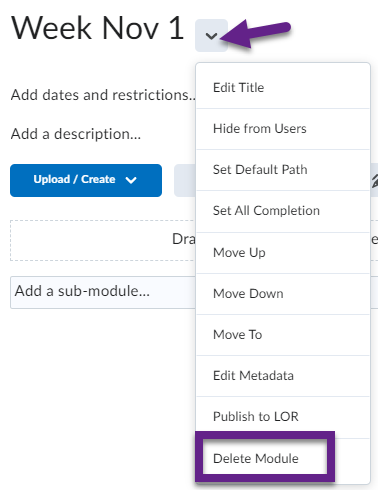 Week Nov 1
Edit Title
Add dates and restrictions...
Hide from Users
Add a description...
Set Default Path
Upload / Create
Set All Completion
Move Up
Dra
Move Down
Add a sub-module...
Move To
Edit Metadata
Publish to LOR
Delete Module